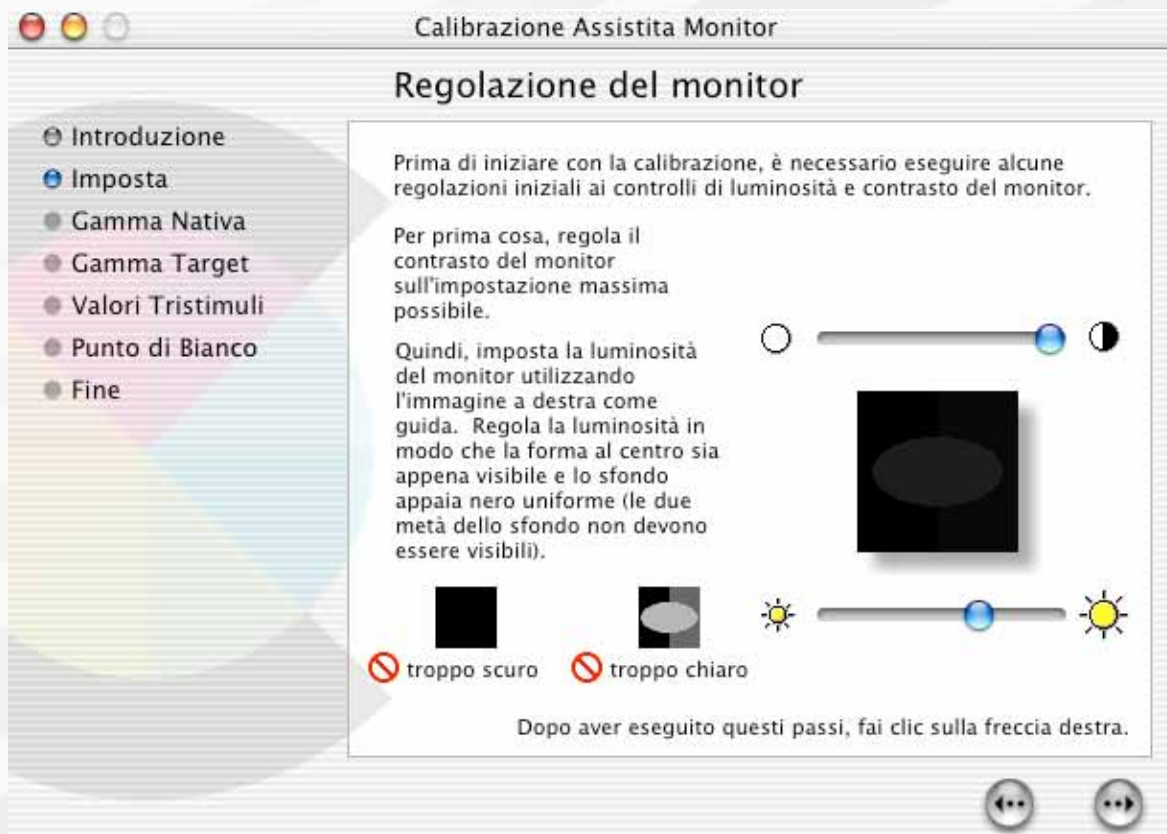 Calibrazione Assistita Monitor
Regolazione del monitor
Introduzione
Imposta
Gamma Nativa
Gamma Target
Valori Tristimuli
Punto di Bianco
Fine
Prima di iniziare con la calibrazione, è necessario eseguire alcune
regolazioni iniziali ai controlli di luminosità e contrasto del monitor.
Per prima cosa, regola il
contrasto del monitor
sull'impostazione massima
possibile.
Quindi, imposta la luminosità
del monitor utilizzando
l'immagine a destra come
guida. Regola la luminosità in
modo che la forma al centro sia
appena visibile e lo sfondo
appaia nero uniforme (le due
metà dello sfondo non devono
essere visibili).
troppo scuro
troppo chiaro
Dopo aver eseguito questi passi, fai clic sulla freccia destra.